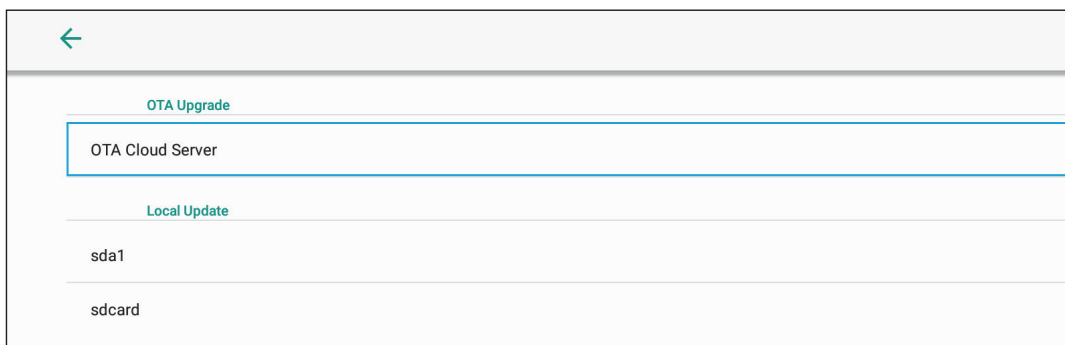 OTA Upgrade
OTA Cloud Server
Local Update
sda1
sdcard